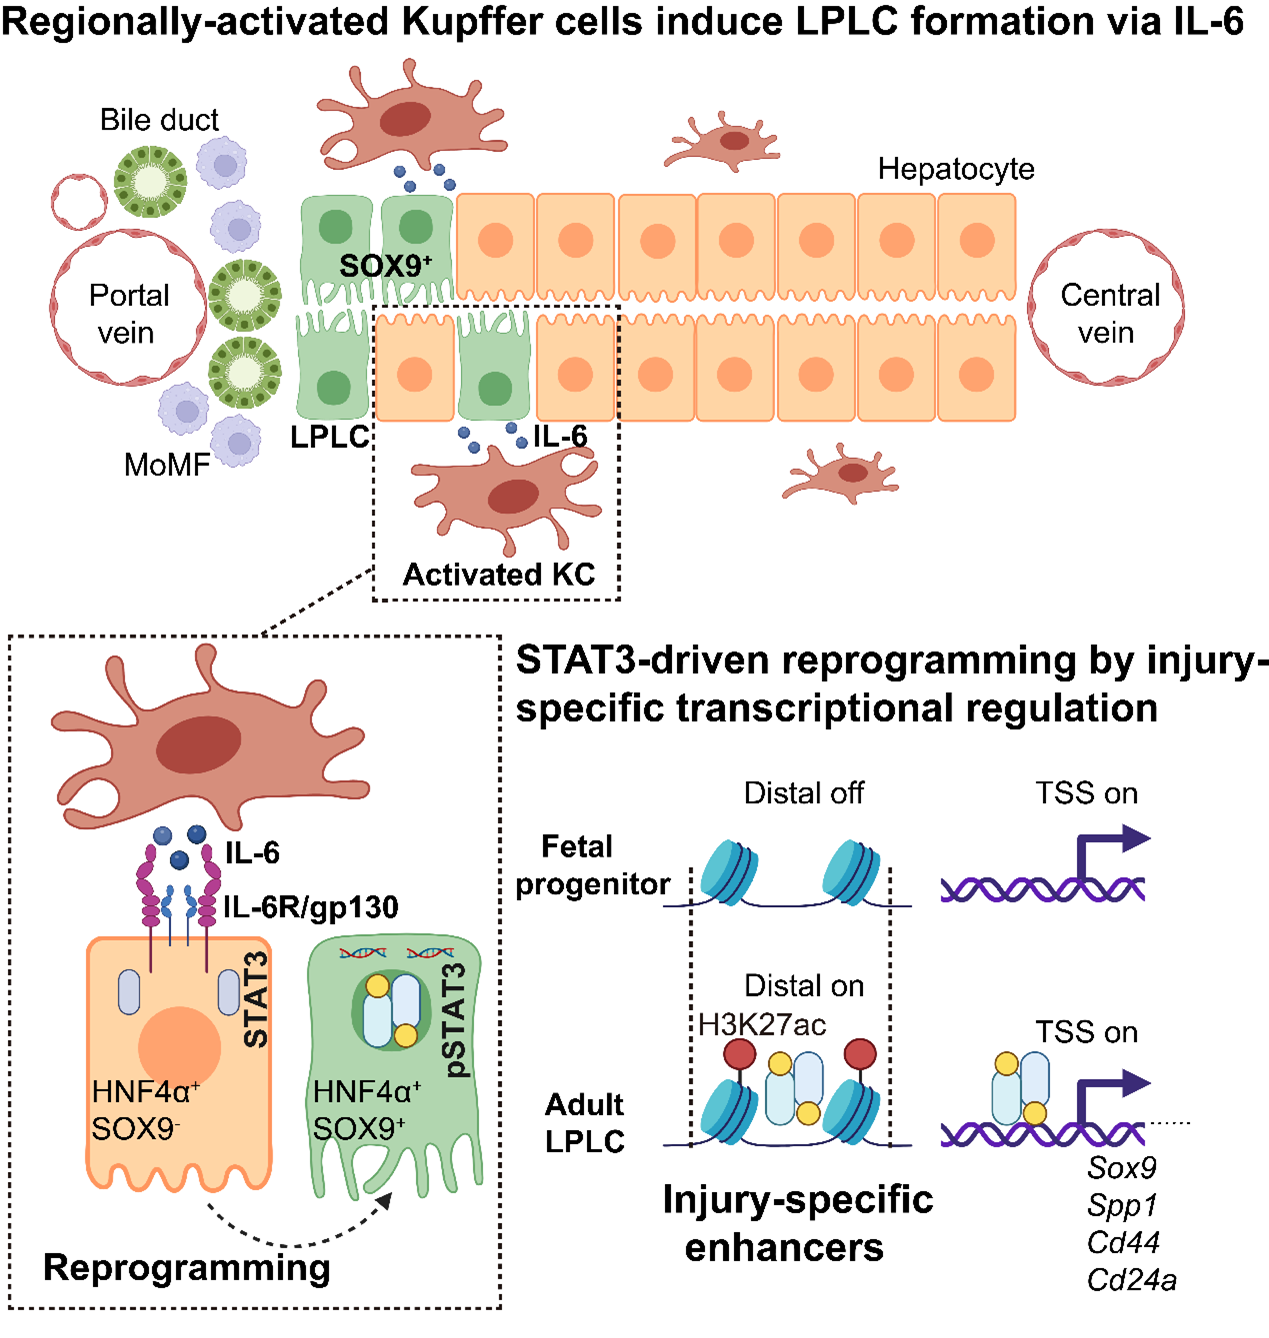 Regionally-activated Kupffer cells induce LPLC formation via IL-6
Bile duct
Hepatocyte
SOX9⁺
Portal
vein
Central
vein
LPLC
IL-6
MoMF
Activated KC
IL-6
IL-6R/gp130
STAT3
pSTAT3
HNF4α⁺
SOX9⁻
HNF4α⁺
SOX9⁺
Reprogramming
STAT3-driven reprogramming by injury-
specific transcriptional regulation
Distal off
TSS on
Fetal
progenitor
Distal on
H3K27ac
TSS on
Adult
LPLC
Injury-specific
enhancers
Sox9
Spp1
Cd44
Cd24a